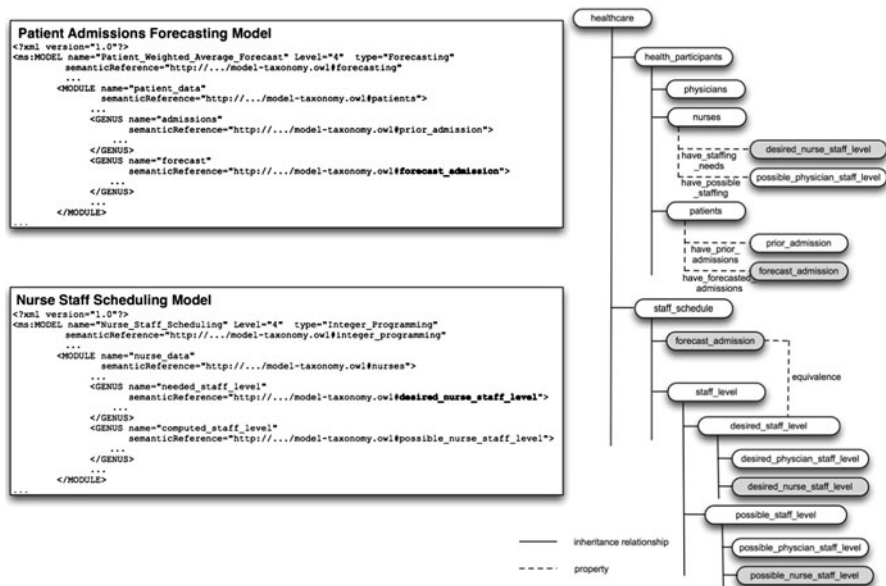 Patient Admissions Forecasting Model
<?xml version="1.0"?>
<ms:MODEL name="Patient_Weighted_Average_Forecast" Level="4" type="Forecasting"
semanticReference="http://.../model-taxonomy.owl#forecasting"
...
<MODULE name="patient_data"
semanticReference="http://.../model-taxonomy.owl#patients">
...
<GENUS name="admissions"
semanticReference="http://.../model-taxonomy.owl#prior_admission">
...
</GENUS>
<GENUS name="forecast"
semanticReference="http://.../model-taxonomy.owl#forecast_admission">
...
</GENUS>
...
</MODULE>
...
Nurse Staff Scheduling Model
<?xml version="1.0"?>
<ms:MODEL name="Nurse_Staff_Scheduling" Level="4" type="Integer_Programming"
semanticReference="http://.../model-taxonomy.owl#integer_programming"
...
<MODULE name="nurse_data"
semanticReference="http://.../model-taxonomy.owl#nurses">
...
<GENUS name="needed_staff_level"
semanticReference="http://.../model-taxonomy.owl#desired_nurse_staff_level">
...
</GENUS>
<GENUS name="computed_staff_level"
semanticReference="http://.../model-taxonomy.owl#possible_nurse_staff_level">
...
</GENUS>
...
</MODULE>
...
healthcare
health_participants
physicians
nurses
desired_nurse_staff_level
have_staffing
_needs
possible_physician_staff_level
have_possible
_staffing
patients
prior_admission
have_prior_
admissions
forecast_admission
have_forecasted_
admissions
staff_schedule
forecast_admission
equivalence
staff_level
desired_staff_level
desired_physcian_staff_level
desired_nurse_staff_level
possible_staff_level
possible_physcian_staff_level
possible_nurse_staff_level
inheritance relationship
property